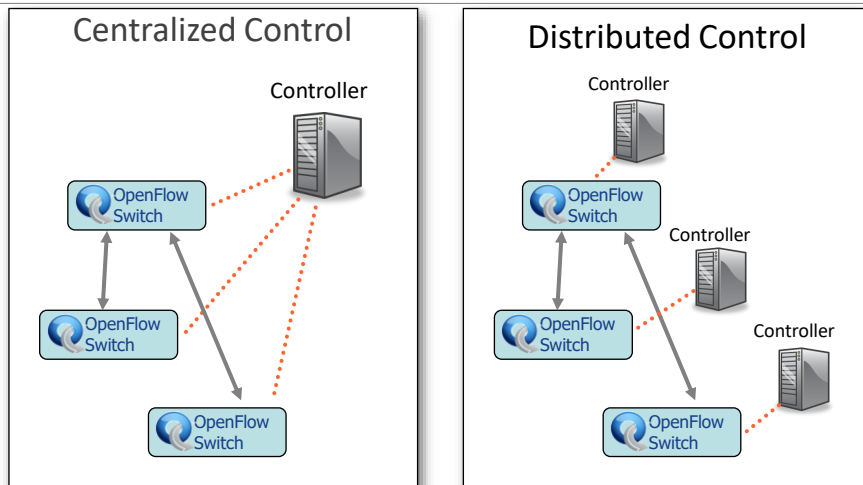 Centralized Control
Controller
OpenFlow
Switch
OpenFlow
Switch
OpenFlow
Switch
Distributed Control
Controller
OpenFlow
Switch
Controller
OpenFlow
Switch
Controller
OpenFlow
Switch